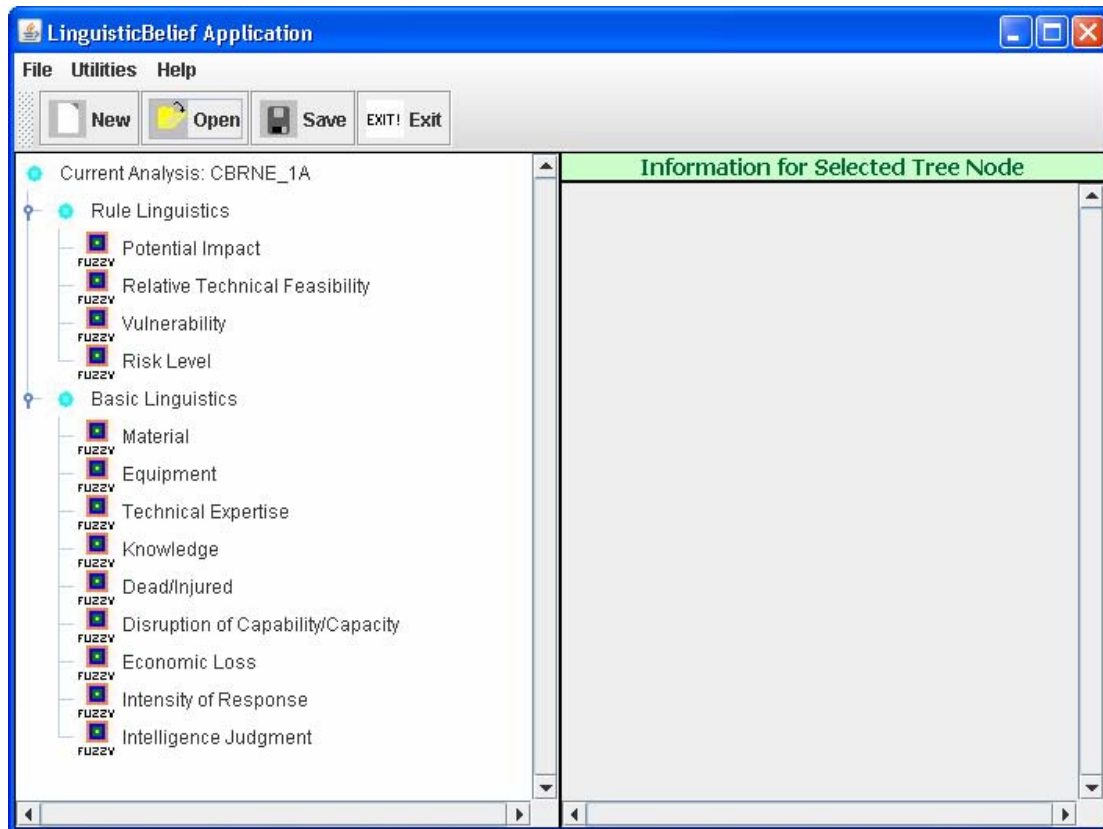 LinguisticBelief Application
File Utilities Help
New Open Save EXIT! Exit
Current Analysis: CBRNE_1A
Rule Linguistics
FUZZY Potential Impact
FUZZY Relative Technical Feasibility
FUZZY Vulnerability
FUZZY Risk Level
Basic Linguistics
FUZZY Material
FUZZY Equipment
FUZZY Technical Expertise
FUZZY Knowledge
FUZZY Dead/Injured
FUZZY Disruption of Capability/Capacity
FUZZY Economic Loss
FUZZY Intensity of Response
FUZZY Intelligence Judgment
Information for Selected Tree Node